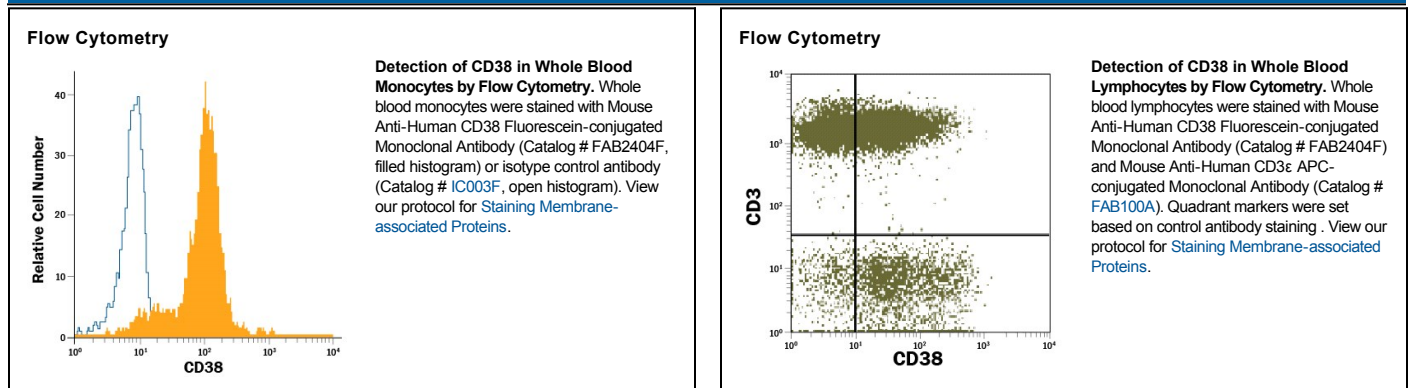 Flow Cytometry
40
30
20
10
0
Relative Cell Number
10⁰ 10¹ 10² 10³ 10⁴
CD38
Detection of CD38 in Whole Blood
Monocytes by Flow Cytometry. Whole
blood monocytes were stained with Mouse
Anti-Human CD38 Fluorescein-conjugated
Monoclonal Antibody (Catalog # FAB2404F,
filled histogram) or isotype control antibody
(Catalog # IC003F, open histogram). View
our protocol for Staining Membrane-
associated Proteins.
Flow Cytometry
10⁴
10³
10²
10¹
10⁰
CD3
10⁰ 10¹ 10² 10³ 10⁴
CD38
Detection of CD38 in Whole Blood
Lymphocytes by Flow Cytometry. Whole
blood lymphocytes were stained with Mouse
Anti-Human CD38 Fluorescein-conjugated
Monoclonal Antibody (Catalog # FAB2404F)
and Mouse Anti-Human CD3ε APC-
conjugated Monoclonal Antibody (Catalog #
FAB100A). Quadrant markers were set
based on control antibody staining . View our
protocol for Staining Membrane-associated
Proteins.